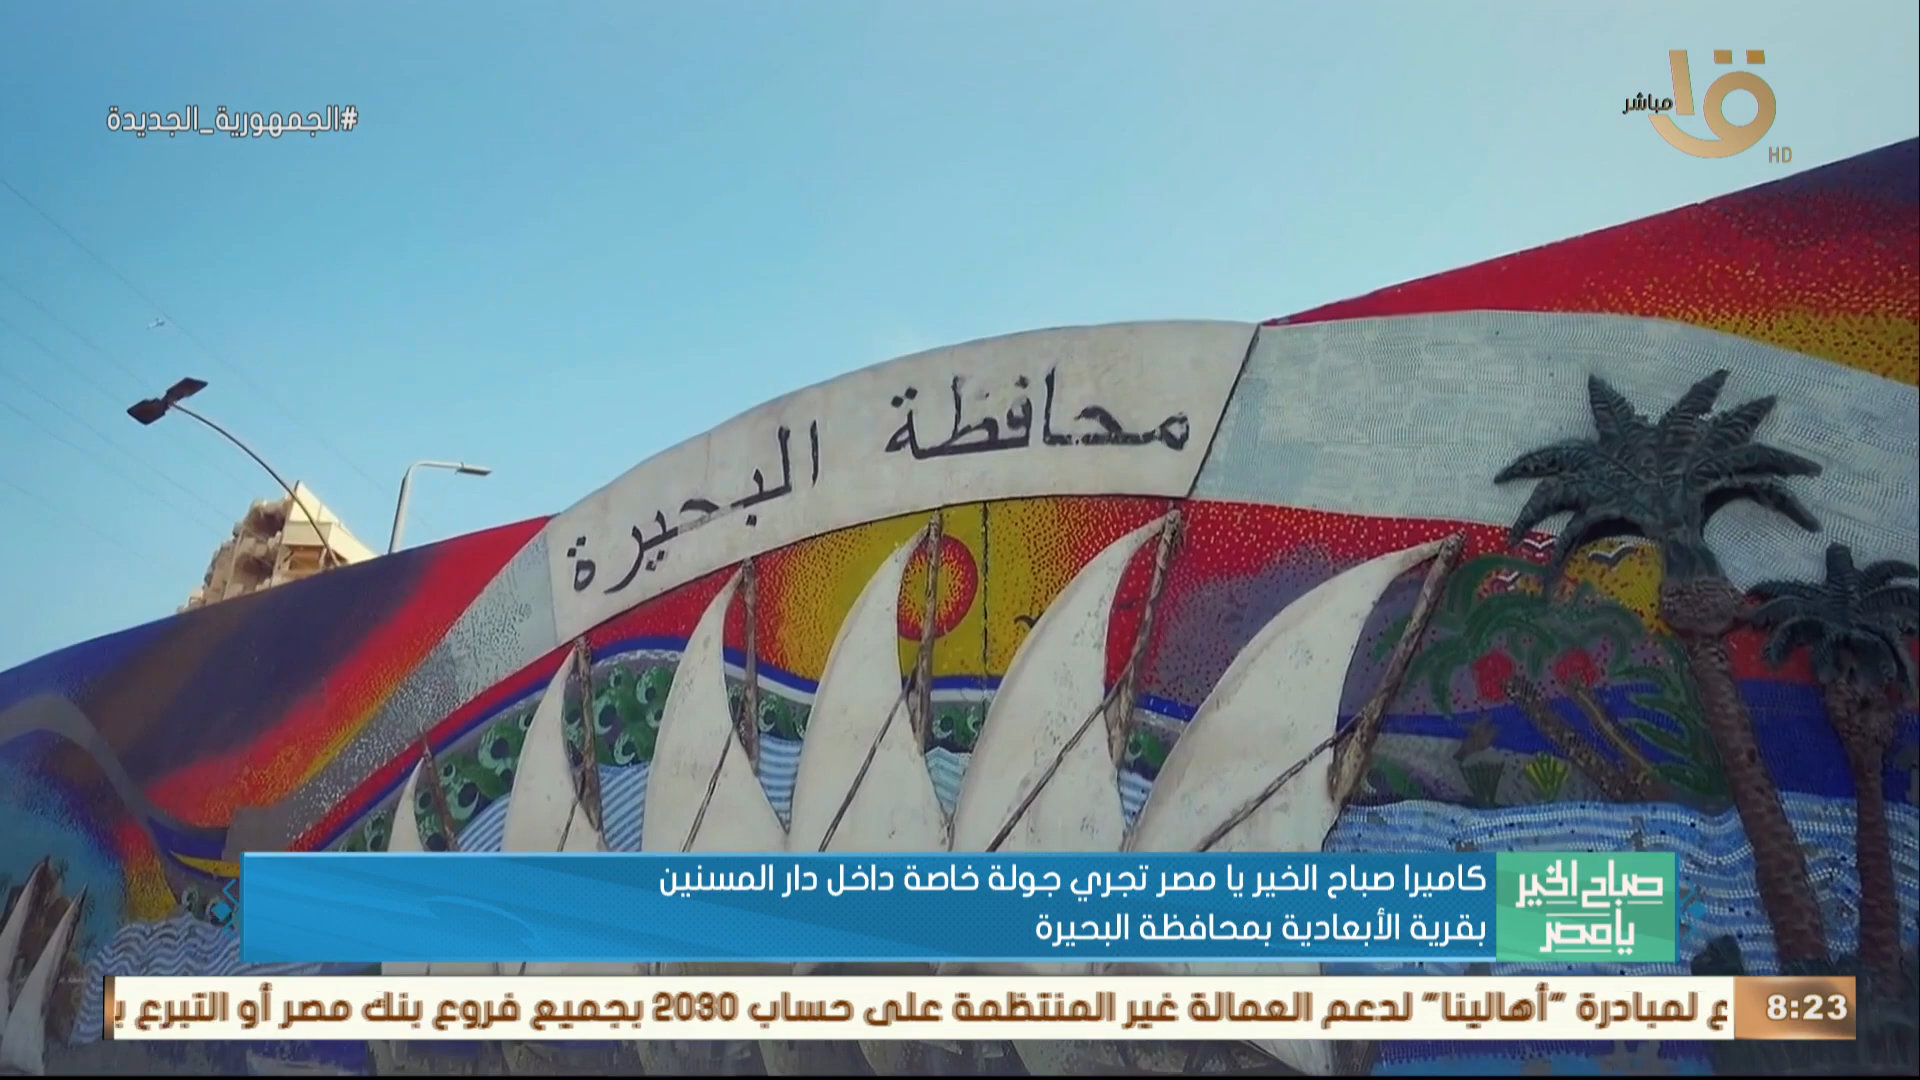 #الجمهورية_الجديدة
مباشر
HD
محافظة البحيرة
كاميرا صباح الخير يا مصر تجري جولة خاصة داخل دار المسنين
بقرية الأبعادية بمحافظة البحيرة
صباح الخير
يا مصر
لمبادرة "أهالينا" لدعم العمالة غير المنتظمة على حساب 2030 بجميع فروع بنك مصر أو التبرع
8:23